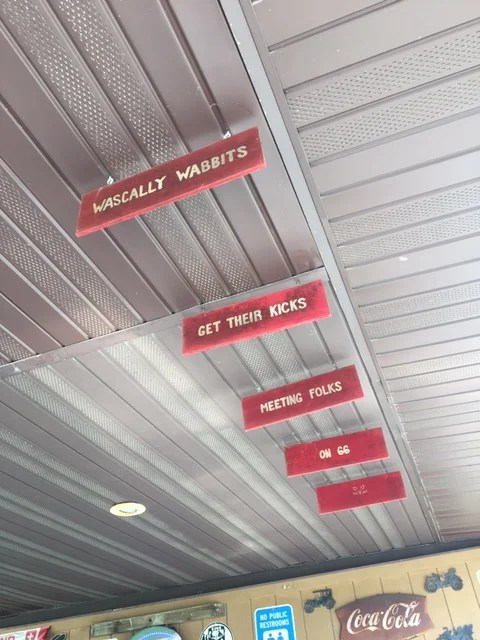 WASCALLY WABBITS
GET THEIR KICKS
MEETING FOLKS
ON 66
NO PUBLIC
RESTROOMS
Coca-Cola